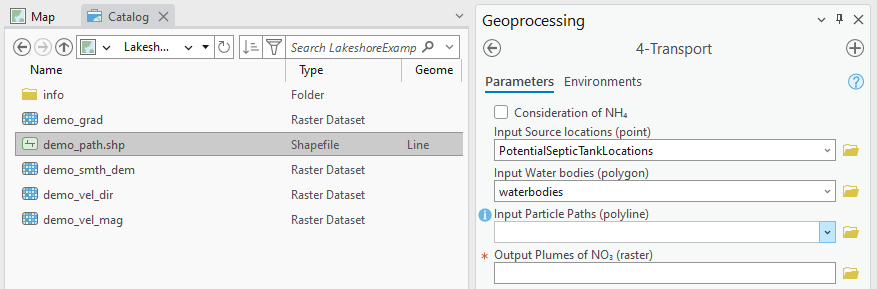 Map
Catalog
Lakesh...
Search LakeshoreExamp
Name Type Geome
info Folder
demo_grad Raster Dataset
demo_path.shp Shapefile Line
demo_smth_dem Raster Dataset
demo_vel_dir Raster Dataset
demo_vel_mag Raster Dataset
Geoprocessing
4-Transport
Parameters Environments
Consideration of NH₄
Input Source locations (point)
PotentialSepticTankLocations
Input Water bodies (polygon)
waterbodies
Input Particle Paths (polyline)
* Output Plumes of NO₃ (raster)